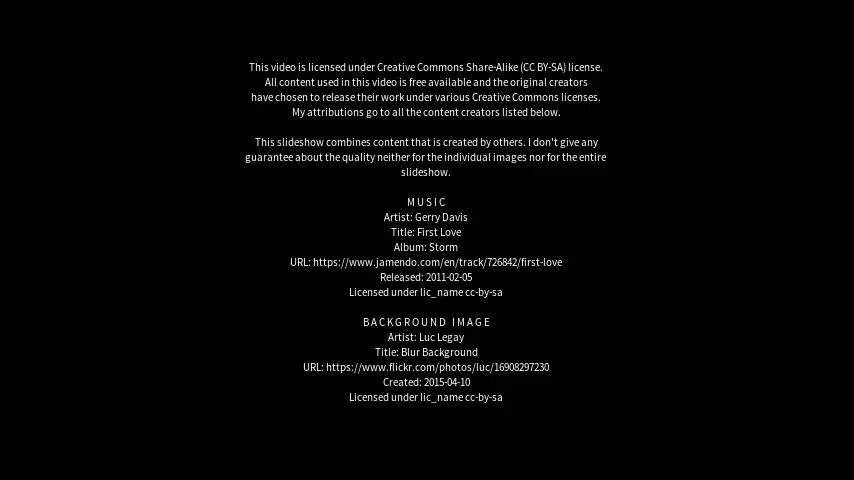 This video is licensed under Creative Commons Share-Alike (CC BY-SA) license.
All content used in this video is free available and the original creators
have chosen to release their work under various Creative Commons licenses.
My attributions go to all the content creators listed below.
This slideshow combines content that is created by others. I don't give any
guarantee about the quality neither for the individual images nor for the entire
slideshow.
MUSIC
Artist: Gerry Davis
Title: First Love
Album: Storm
URL: https://www.jamendo.com/en/track/726842/first-love
Released: 2011-02-05
Licensed under lic_name cc-by-sa
BACKGROUND IMAGE
Artist: Luc Legay
Title: Blur Background
URL: https://www.flickr.com/photos/luc/16908297230
Created: 2015-04-10
Licensed under lic_name cc-by-sa